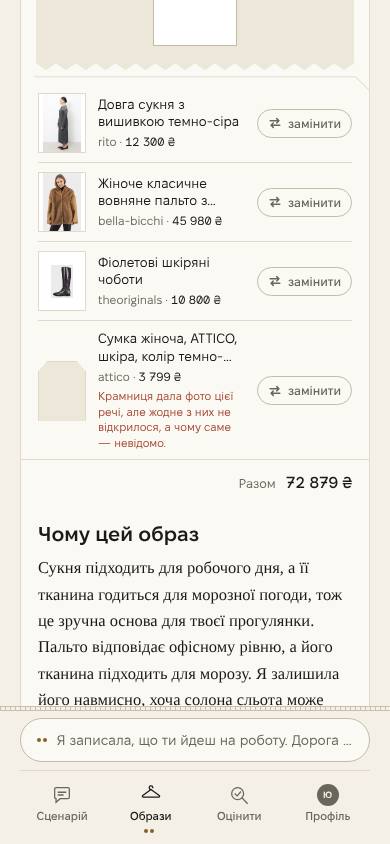 Довга сукня з
вишивкою темно-сіра
rito · 12 300 ₴
замінити
Жіноче класичне
вовняне пальто з...
bella-bicchi · 45 980 ₴
замінити
Фіолетові шкіряні
чоботи
theoriginals · 10 800 ₴
замінити
Сумка жіноча, ATTICO,
шкіра, колір темно-...
attico · 3 799 ₴
Крамниця дала фото цієї
речі, але жодне з них не
відкрилося, а чому саме
— невідомо.
замінити
Разом 72 879 ₴
Чому цей образ
Сукня підходить для робочого дня, а її
тканина годиться для морозної погоди, тож
це зручна основа для твоєї прогулянки.
Пальто відповідає офісному рівню, а його
тканина підходить для морозу. Я залишила
його навмисно, хоча солона сльота може
Я записала, що ти йдеш на роботу. Дорога ...
Сценарій
Образи
Оцінити
Ю
Профіль